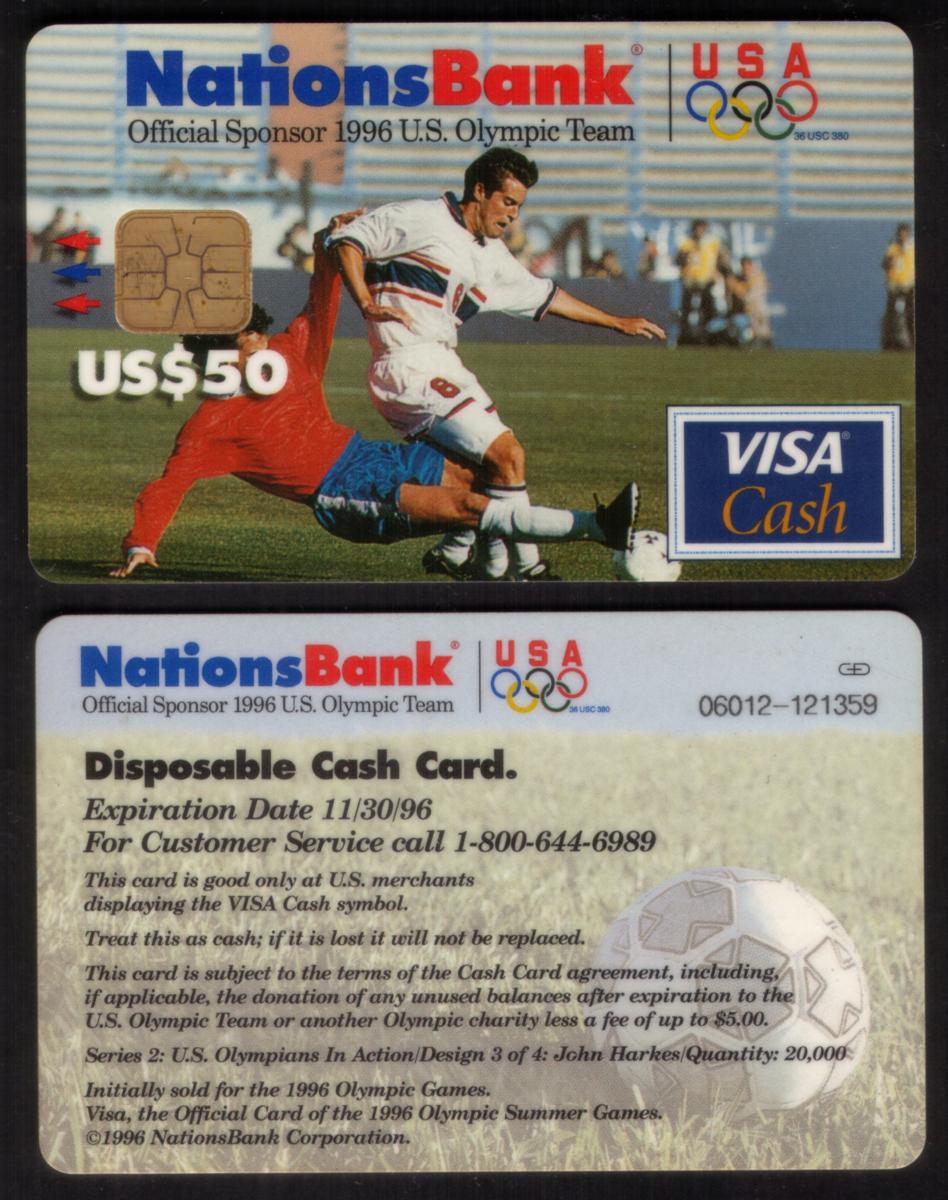 NationsBank®
Official Sponsor 1996 U.S. Olympic Team
USA
36 USC 380
8
8
US$50
VISA®
Cash
NationsBank®
Official Sponsor 1996 U.S. Olympic Team
USA
36 USC 380
06012-121359
Disposable Cash Card.
Expiration Date 11/30/96
For Customer Service call 1-800-644-6989
This card is good only at U.S. merchants
displaying the VISA Cash symbol.
Treat this as cash; if it is lost it will not be replaced.
This card is subject to the terms of the Cash Card agreement, including,
if applicable, the donation of any unused balances after expiration to the
U.S. Olympic Team or another Olympic charity less a fee of up to $5.00.
Series 2: U.S. Olympians In Action/Design 3 of 4: John Harkes/Quantity: 20,000
Initially sold for the 1996 Olympic Games.
Visa, the Official Card of the 1996 Olympic Summer Games.
©1996 NationsBank Corporation.